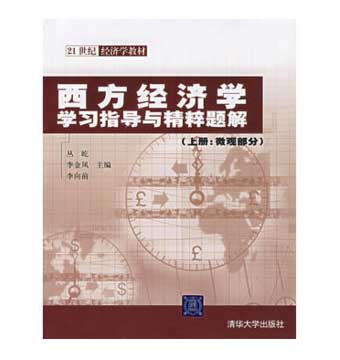 21世纪 经济学教材
西方经济学
学习指导与精粹题解
(上册:微观部分)
丛屹
李金凤 主编
李向前
清华大学出版社